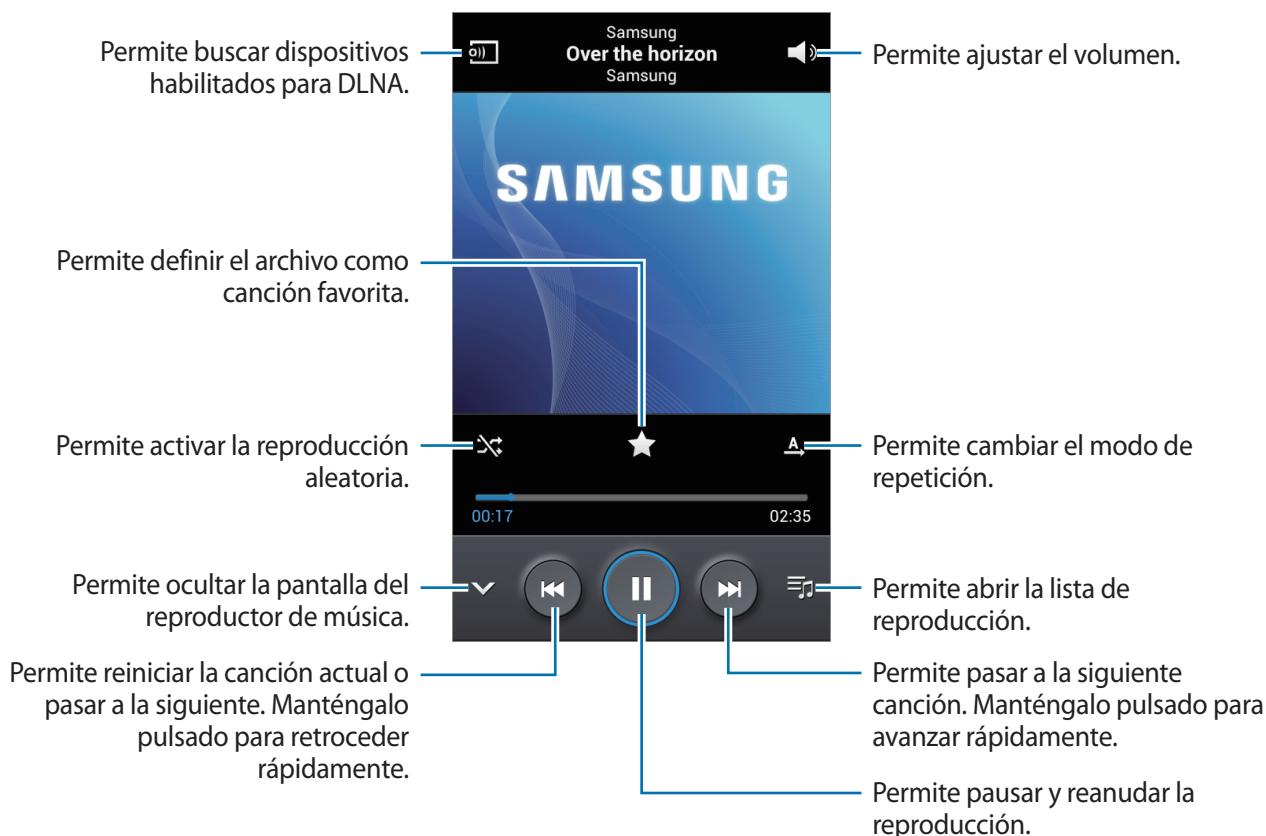 Permite buscar dispositivos
habilitados para DLNA.
Samsung
Over the horizon
Samsung
Permite ajustar el volumen.
SAMSUNG
Permite definir el archivo como
canción favorita.
Permite activar la reproducción
aleatoria.
A
Permite cambiar el modo de
repetición.
00:17
02:35
Permite ocultar la pantalla del
reproductor de música.
Permite abrir la lista de
reproducción.
Permite reiniciar la canción actual o
pasar a la siguiente. Manténgalo
pulsado para retroceder
rápidamente.
Permite pasar a la siguiente
canción. Manténgalo pulsado para
avanzar rápidamente.
Permite pausar y reanudar la
reproducción.